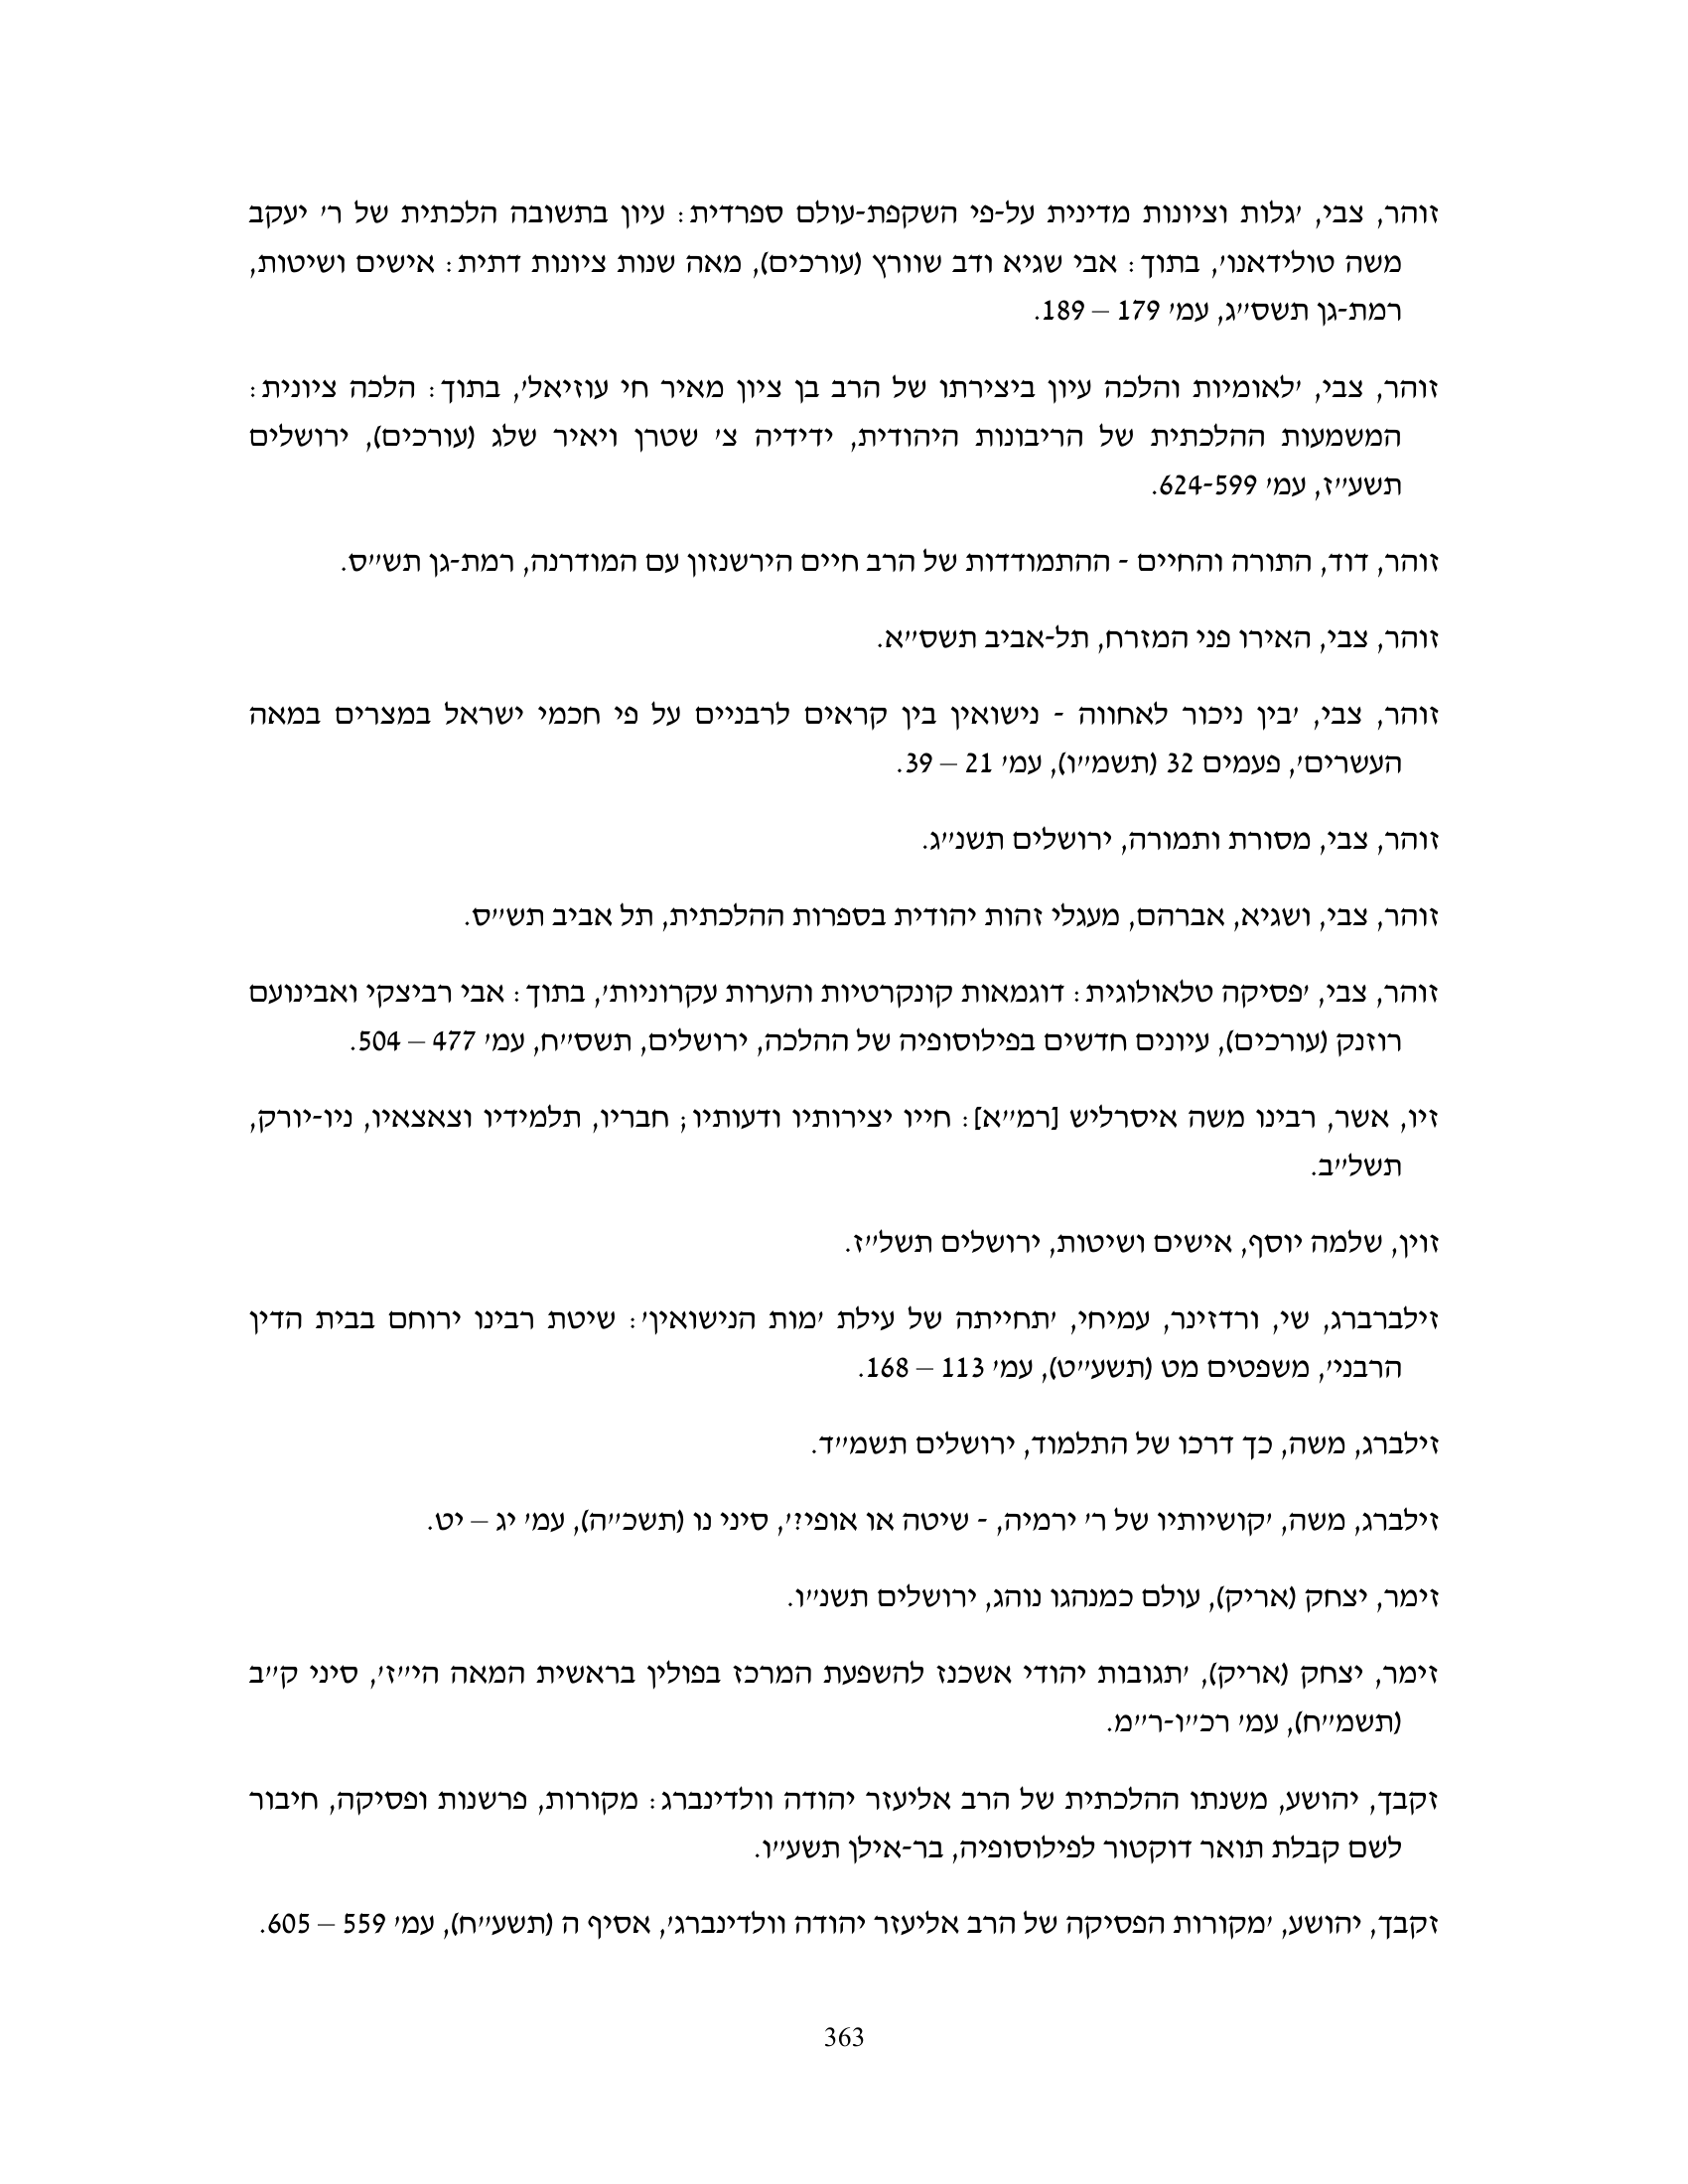 זוהר, צבי, 'גלות וציונות מדינית על-פי השקפת-עולם ספרדית: עיון בתשובה הלכתית של ר' יעקב
משה טולידאנו', בתוך: אבי שגיא ודב שוורץ (עורכים), מאה שנות ציונות דתית: אישים ושיטות,
רמת-גן תשס"ג, עמ' 179 – 189.
זוהר, צבי, 'לאומיות והלכה עיון ביצירתו של הרב בן ציון מאיר חי עוזיאל', בתוך: הלכה ציונית:
המשמעות ההלכתית של הריבונות היהודית, ידידיה צ' שטרן ויאיר שלג (עורכים), ירושלים
תשע"ז, עמ' 624-599.
זוהר, דוד, התורה והחיים - ההתמודדות של הרב חיים הירשנזון עם המודרנה, רמת-גן תש"ס.
זוהר, צבי, האירו פני המזרח, תל-אביב תשס"א.
זוהר, צבי, 'בין ניכור לאחווה - נישואין בין קראים לרבניים על פי חכמי ישראל במצרים במאה
העשרים', פעמים 32 (תשמ"ו), עמ' 21 – 39.
זוהר, צבי, מסורת ותמורה, ירושלים תשנ"ג.
זוהר, צבי, ושגיא, אברהם, מעגלי זהות יהודית בספרות ההלכתית, תל אביב תש"ס.
זוהר, צבי, 'פסיקה טלאולוגית: דוגמאות קונקרטיות והערות עקרוניות', בתוך: אבי רביצקי ואבינועם
רוזנק (עורכים), עיונים חדשים בפילוסופיה של ההלכה, ירושלים, תשס"ח, עמ' 477 – 504.
זיו, אשר, רבינו משה איסרליש [רמ"א]: חייו יצירותיו ודעותיו; חבריו, תלמידיו וצאצאיו, ניו-יורק,
תשל"ב.
זוין, שלמה יוסף, אישים ושיטות, ירושלים תשל"ז.
זילברברג, שי, ורדזינר, עמיחי, 'תחייתה של עילת 'מות הנישואין': שיטת רבינו ירוחם בבית הדין
הרבני', משפטים מט (תשע"ט), עמ' 113 – 168.
זילברג, משה, כך דרכו של התלמוד, ירושלים תשמ"ד.
זילברג, משה, 'קושיותיו של ר' ירמיה, - שיטה או אופי?', סיני נו (תשכ"ה), עמ' יג – יט.
זימר, יצחק (אריק), עולם כמנהגו נוהג, ירושלים תשנ"ו.
זימר, יצחק (אריק), 'תגובות יהודי אשכנז להשפעת המרכז בפולין בראשית המאה הי"ז', סיני ק"ב
(תשמ"ח), עמ' רכ"ו-ר"מ.
זקבך, יהושע, משנתו ההלכתית של הרב אליעזר יהודה וולדינברג: מקורות, פרשנות ופסיקה, חיבור
לשם קבלת תואר דוקטור לפילוסופיה, בר-אילן תשע"ו.
זקבך, יהושע, 'מקורות הפסיקה של הרב אליעזר יהודה וולדינברג', אסיף ה (תשע"ח), עמ' 559 – 605.
363